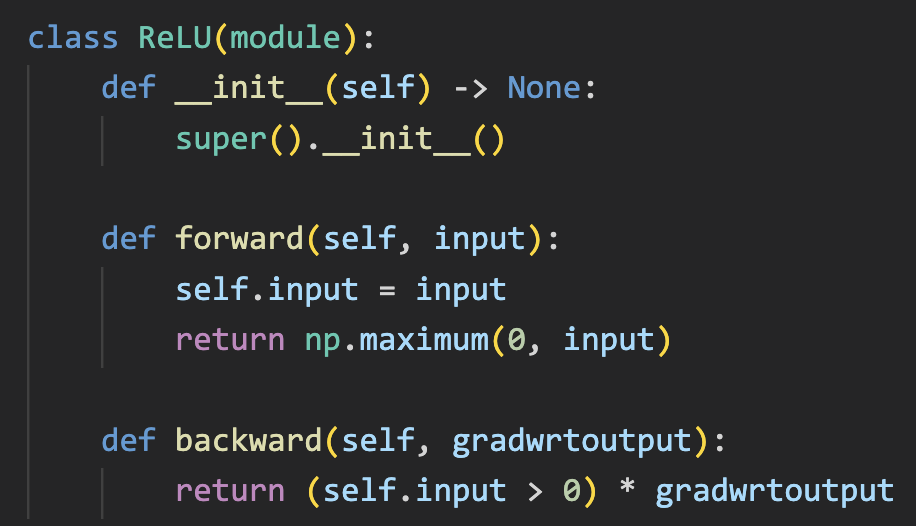 class ReLU(module):
    def __init__(self) -> None:
        super().__init__()
    def forward(self, input):
        self.input = input
        return np.maximum(0, input)
    def backward(self, gradwrtoutput):
        return (self.input > 0) * gradwrtoutput